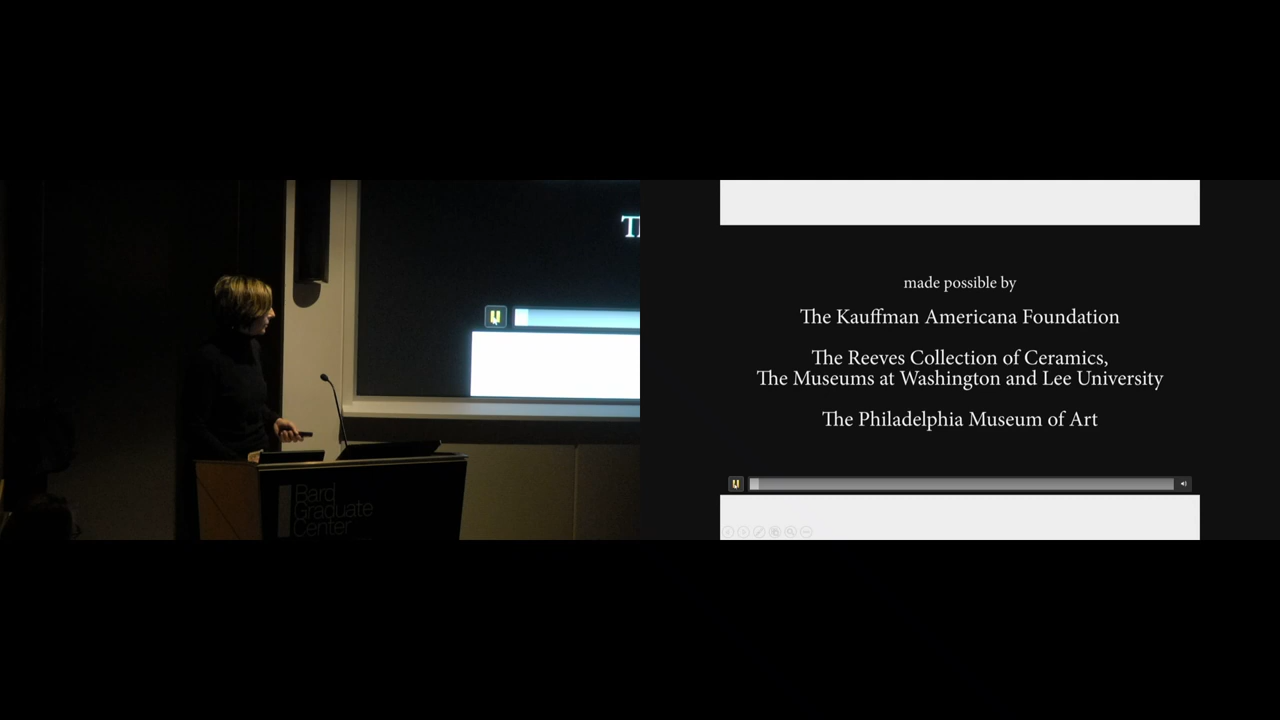 Th
Bard
Graduate
Center
made possible by
The Kauffman Americana Foundation
The Reeves Collection of Ceramics,
The Museums at Washington and Lee University
The Philadelphia Museum of Art